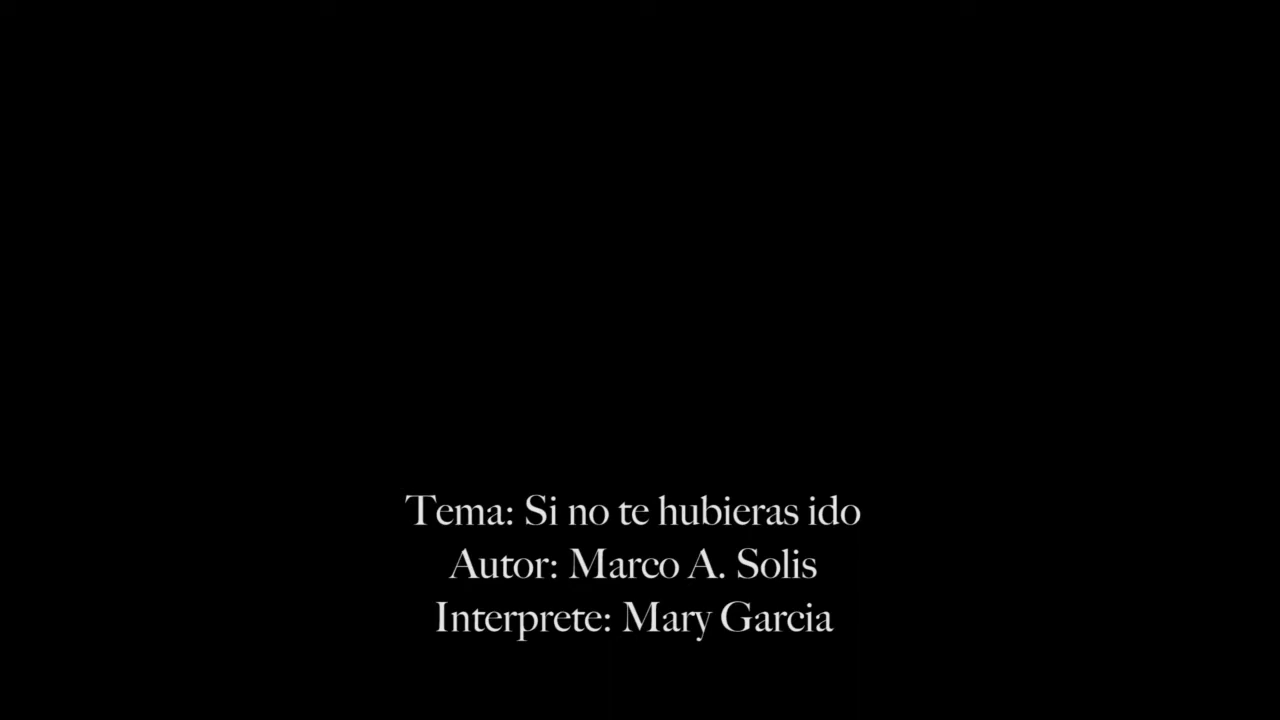 Tema: Si no te hubieras ido
Autor: Marco A. Solis
Interprete: Mary Garcia